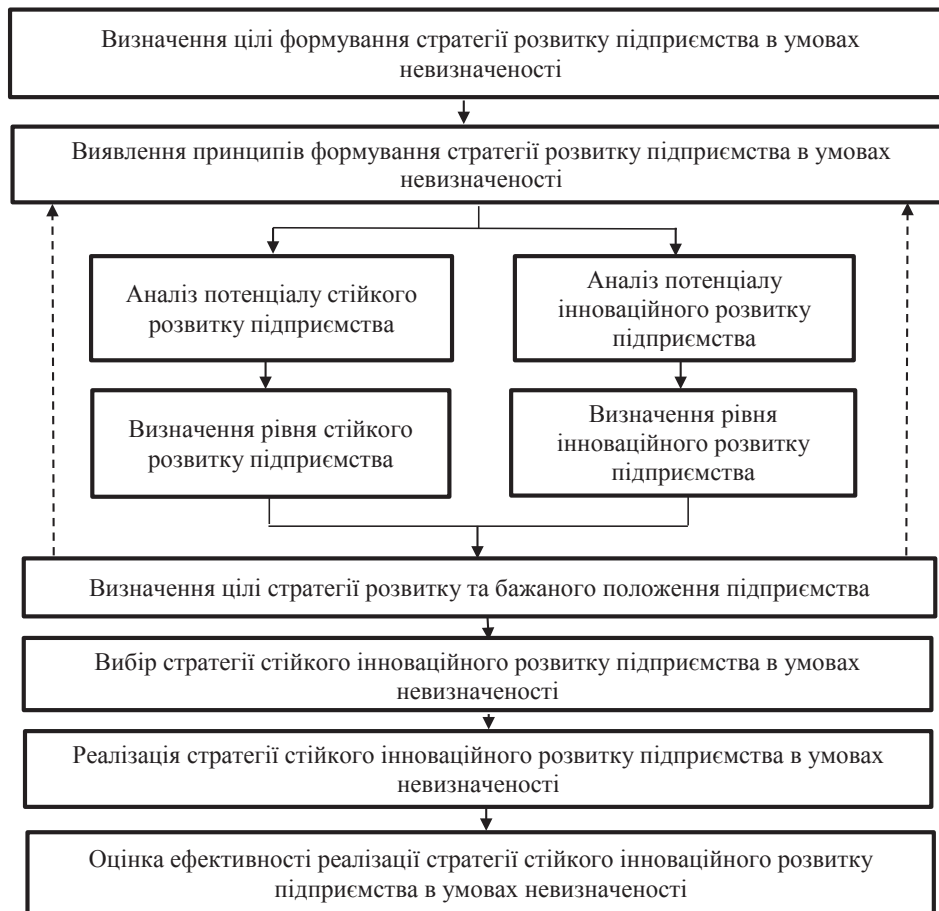 Визначення цілі формування стратегії розвитку підприємства в умовах
невизначеності
Виявлення принципів формування стратегії розвитку підприємства в умовах
невизначеності
Аналіз потенціалу стійкого
розвитку підприємства
Аналіз потенціалу
інноваційного розвитку
підприємства
Визначення рівня стійкого
розвитку підприємства
Визначення рівня
інноваційного розвитку
підприємства
Визначення цілі стратегії розвитку та бажаного положення підприємства
Вибір стратегії стійкого інноваційного розвитку підприємства в умовах
невизначеності
Реалізація стратегії стійкого інноваційного розвитку підприємства в умовах
невизначеності
Оцінка ефективності реалізації стратегії стійкого інноваційного розвитку
підприємства в умовах невизначеності